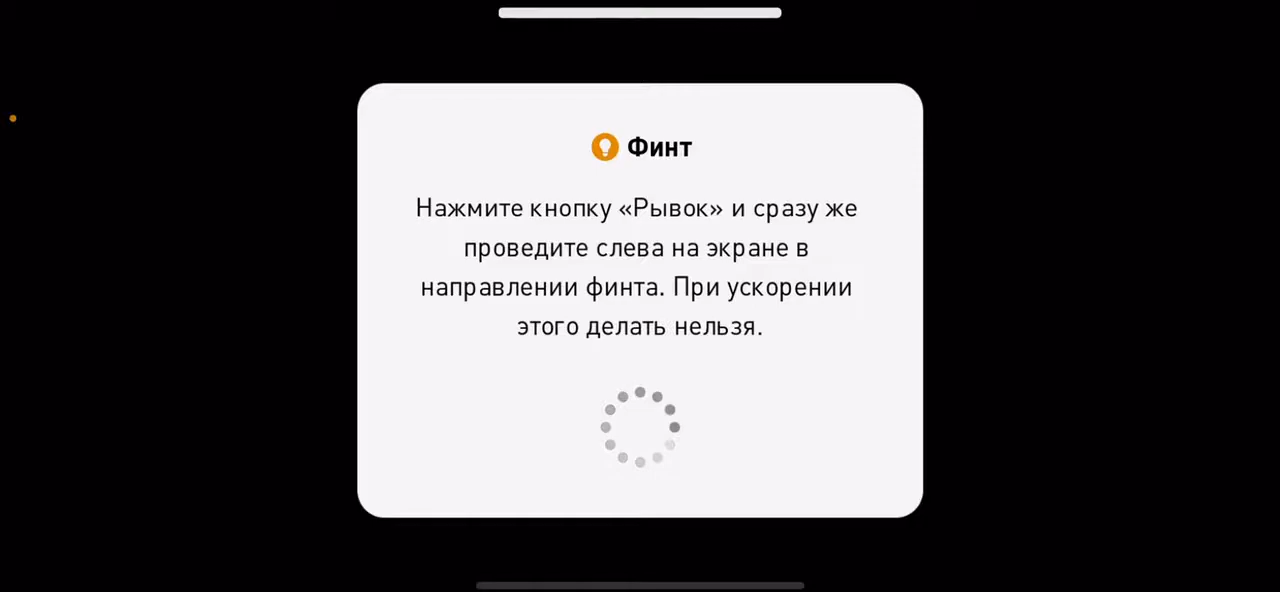 Финт
Нажмите кнопку «Рывок» и сразу же
проведите слева на экране в
направлении финта. При ускорении
этого делать нельзя.